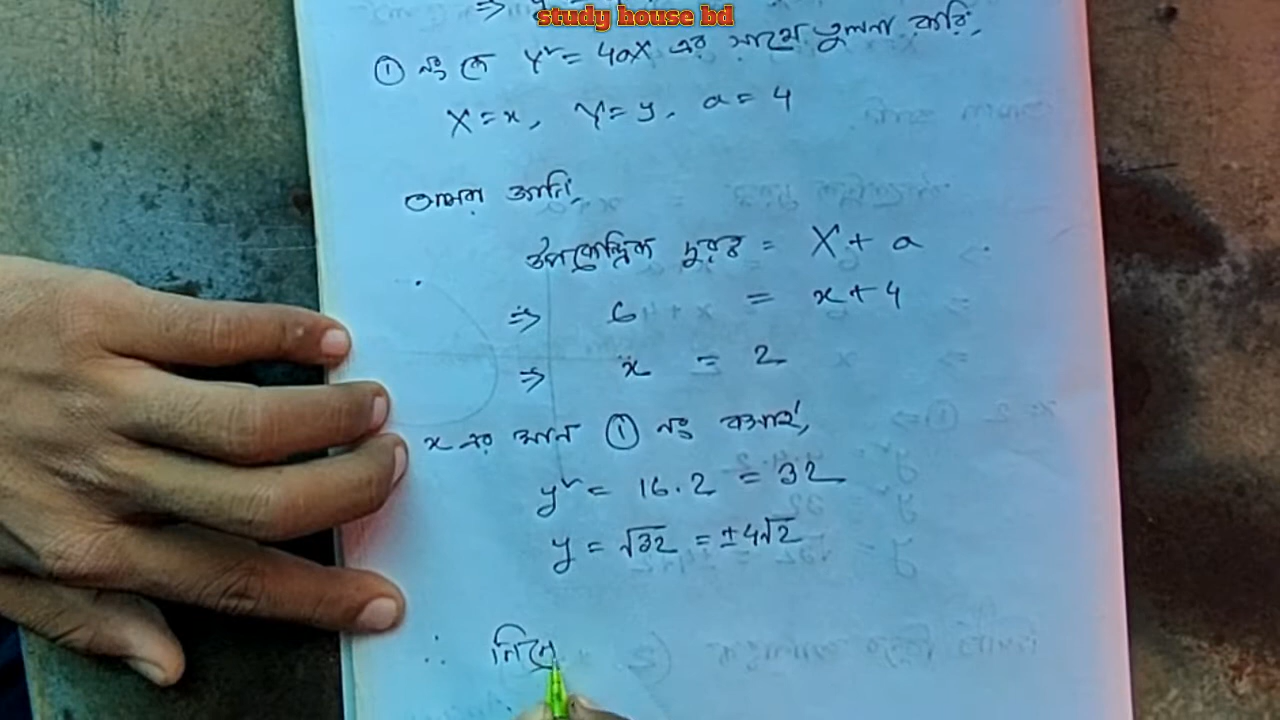 study house bd
① নং কে Y² = 4aX এর সাথে তুলনা করি,
X = x, Y = y, a = 4
আমরা জানি,
উপকেন্দ্রিক দূরত্ব = X + a
⇒ 6 = x + 4
⇒ x = 2
x এর মান ① নং বসাই,
y² = 16.2 = 32
y = √32 = ±4√2
∴ নির্ণে